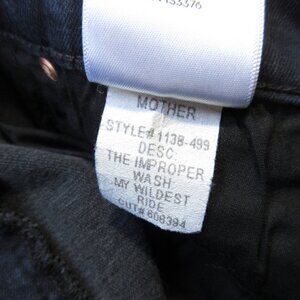 MOTHER
STYLE# 1138-499
DESC.
THE IMPROPER
WASH
MY WILDEST
RIDE
CUT# 606394